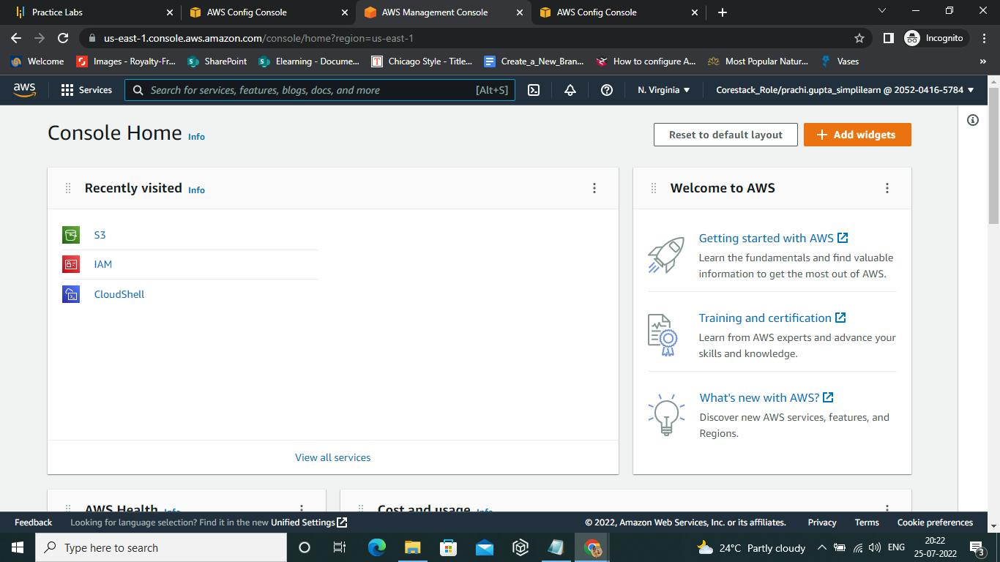 Practice Labs
AWS Config Console
AWS Management Console
AWS Config Console
us-east-1.console.aws.amazon.com/console/home?region=us-east-1
Incognito
Welcome
Images - Royalty-Fr...
SharePoint
Elearning - Docume...
Chicago Style - Title...
Create_a_New_Bran...
How to configure A...
Most Popular Natur...
Vases
»
aws
Services
Search for services, features, blogs, docs, and more
[Alt+S]
N. Virginia
Corestack_Role/prachi.gupta_simplilearn @ 2052-0416-5784
Console Home Info
Reset to default layout
Add widgets
Recently visited Info
S3
IAM
CloudShell
View all services
Welcome to AWS
Getting started with AWS
Learn the fundamentals and find valuable
information to get the most out of AWS.
Training and certification
Learn from AWS experts and advance your
skills and knowledge.
What's new with AWS?
Discover new AWS services, features, and
Regions.
AWS Health Info
Cost and usage Info
Feedback
Looking for language selection? Find it in the new Unified Settings
© 2022, Amazon Web Services, Inc. or its affiliates.
Privacy
Terms
Cookie preferences
Type here to search
24°C Partly cloudy
ENG
20:22
25-07-2022
3